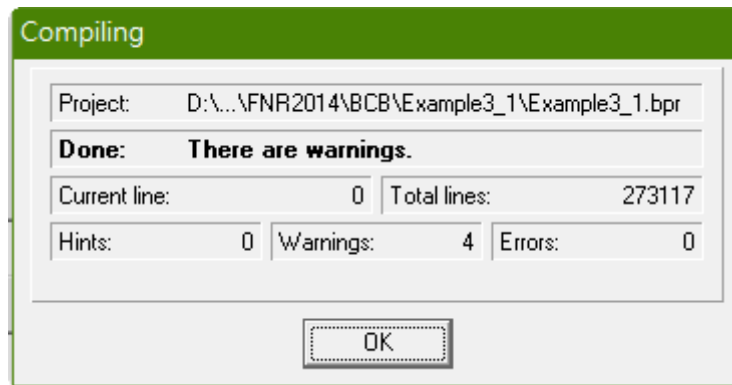 Compiling
Project: D:\...\FNR2014\BCB\Example3_1\Example3_1.bpr
Done: There are warnings.
Current line: 0 Total lines: 273117
Hints: 0 Warnings: 4 Errors: 0
OK